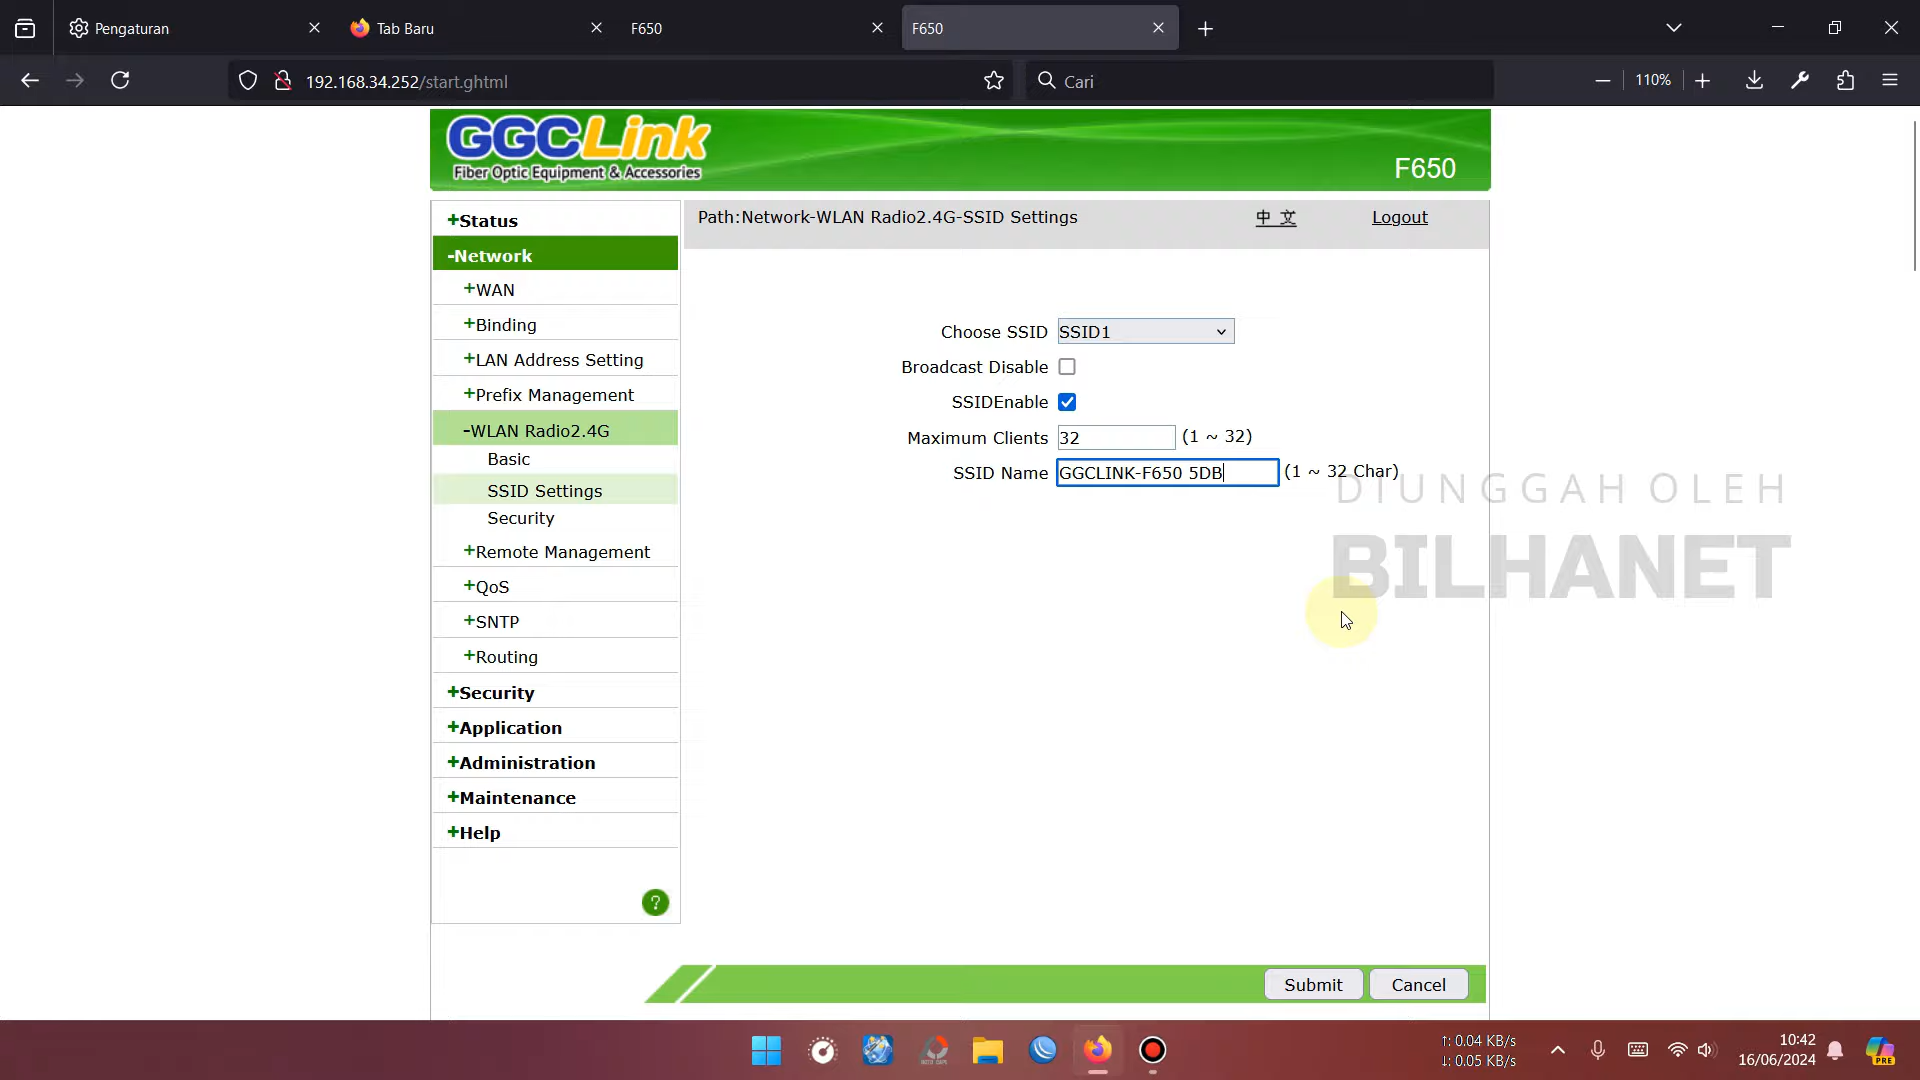 Pengaturan
Tab Baru
F650
F650
192.168.34.252/start.ghtml
Cari
110%
GGCLink
Fiber Optic Equipment & Accessories
F650
+Status
-Network
+WAN
+Binding
+LAN Address Setting
+Prefix Management
-WLAN Radio2.4G
Basic
SSID Settings
Security
+Remote Management
+QoS
+SNTP
+Routing
+Security
+Application
+Administration
+Maintenance
+Help
?
Path:Network-WLAN Radio2.4G-SSID Settings
中 文
Logout
Choose SSID SSID1
Broadcast Disable
SSIDEnable
Maximum Clients 32 (1 ~ 32)
SSID Name GGCLINK-F650 5DB (1 ~ 32 Char)
DIUNGGAH OLEH
BILHANET
Submit
Cancel
↑: 0.04 KB/s
↓: 0.05 KB/s
10:42
16/06/2024
PRE